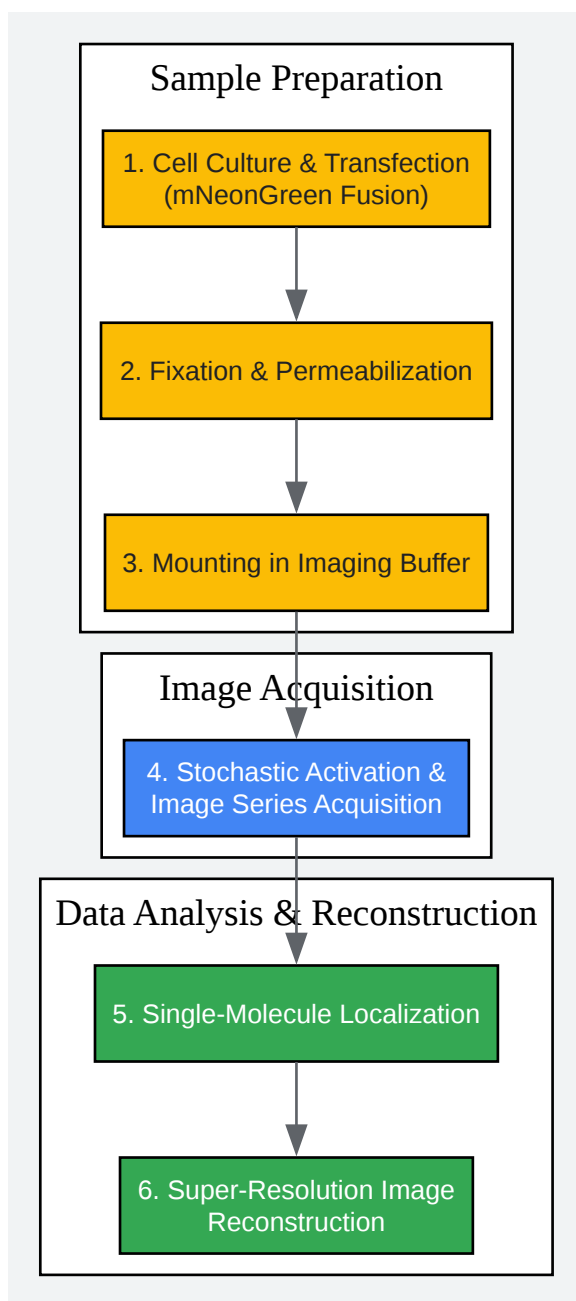 Sample Preparation
1. Cell Culture & Transfection
(mNeonGreen Fusion)
2. Fixation & Permeabilization
3. Mounting in Imaging Buffer
Image Acquisition
4. Stochastic Activation &
Image Series Acquisition
Data Analysis & Reconstruction
5. Single-Molecule Localization
6. Super-Resolution Image
Reconstruction